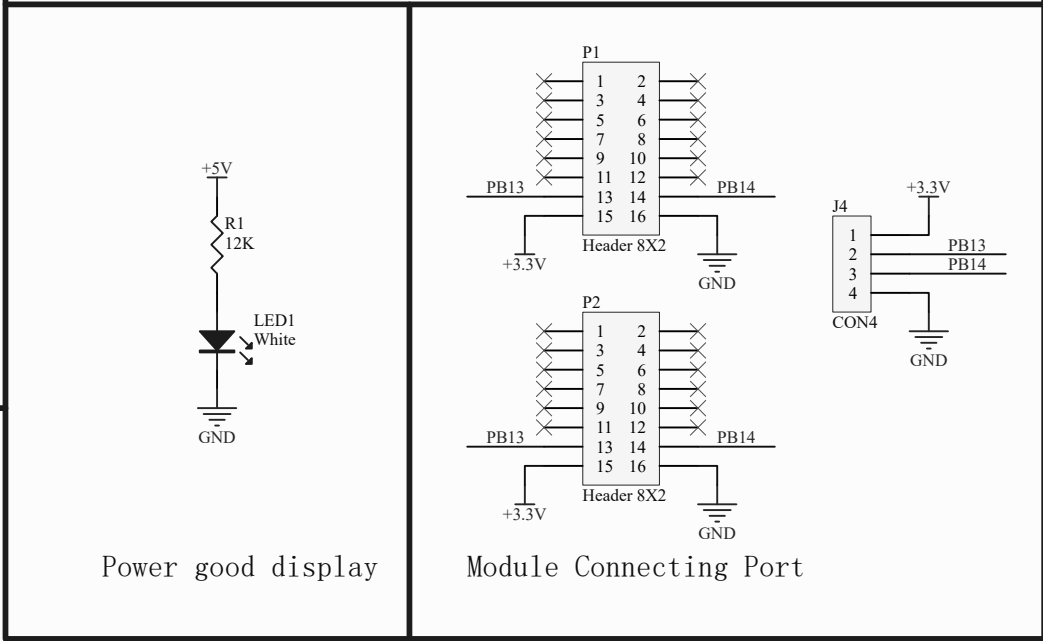 +5V
R1
12K
LED1
White
GND
Power good display
P1
1 2
3 4
5 6
7 8
9 10
11 12
PB13 13 14 PB14
15 16
Header 8X2
+3.3V
GND
P2
1 2
3 4
5 6
7 8
9 10
11 12
PB13 13 14 PB14
15 16
Header 8X2
+3.3V
GND
+3.3V
J4
1
2 PB13
3 PB14
4
CON4
GND
Module Connecting Port